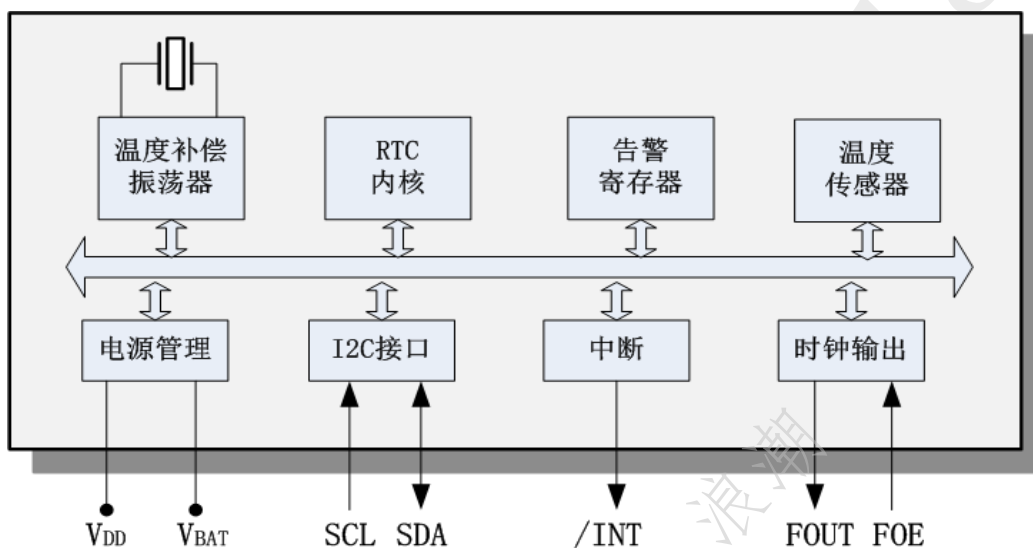 温度补偿
振荡器
RTC
内核
告警
寄存器
温度
传感器
电源管理
I2C接口
中断
时钟输出
VDD
VBAT
SCL
SDA
/INT
FOUT
FOE
浪潮